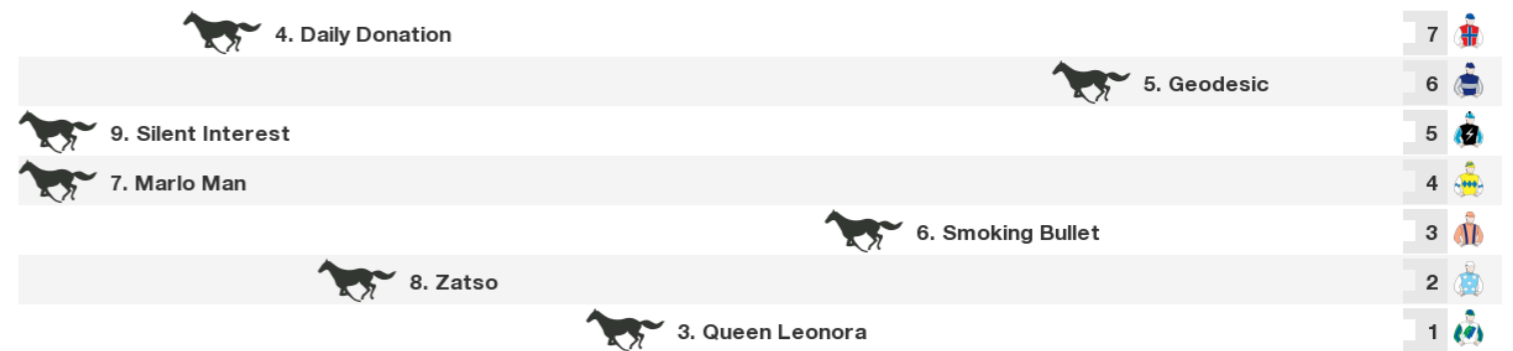 4. Daily Donation 7
5. Geodesic 6
9. Silent Interest 5
7. Marlo Man 4
6. Smoking Bullet 3
8. Zatso 2
3. Queen Leonora 1